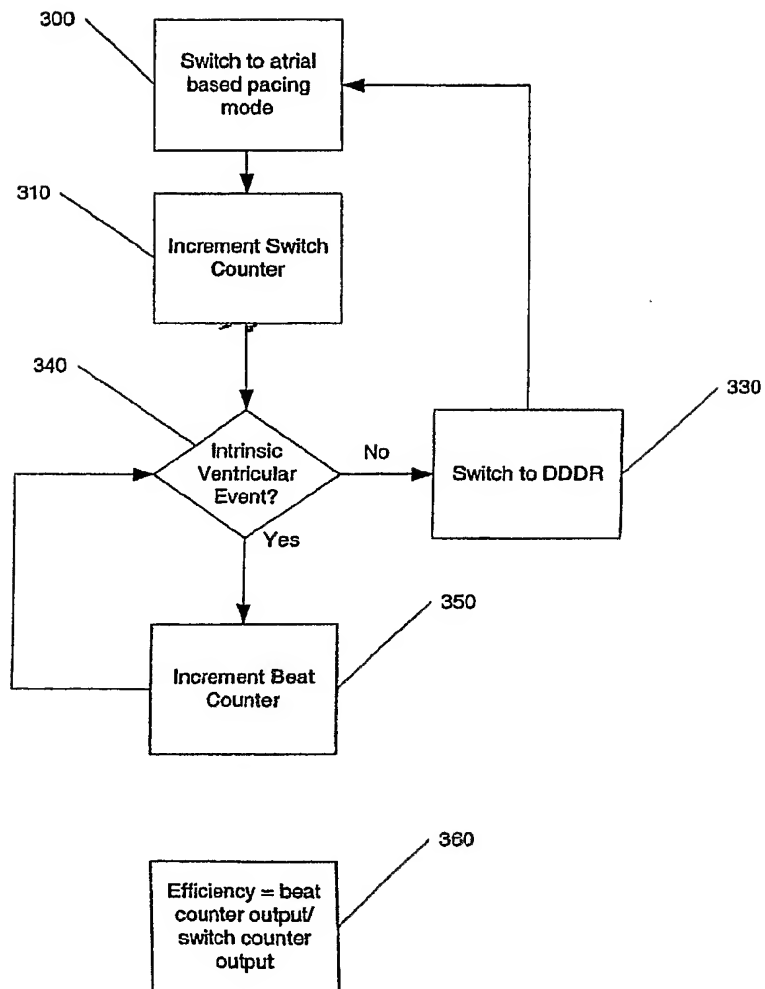 300
Switch to atrial
based pacing
mode
310
Increment Switch
Counter
340
Intrinsic
Ventricular
Event?
No
330
Switch to DDDR
Yes
350
Increment Beat
Counter
360
Efficiency = beat
counter output/
switch counter
output